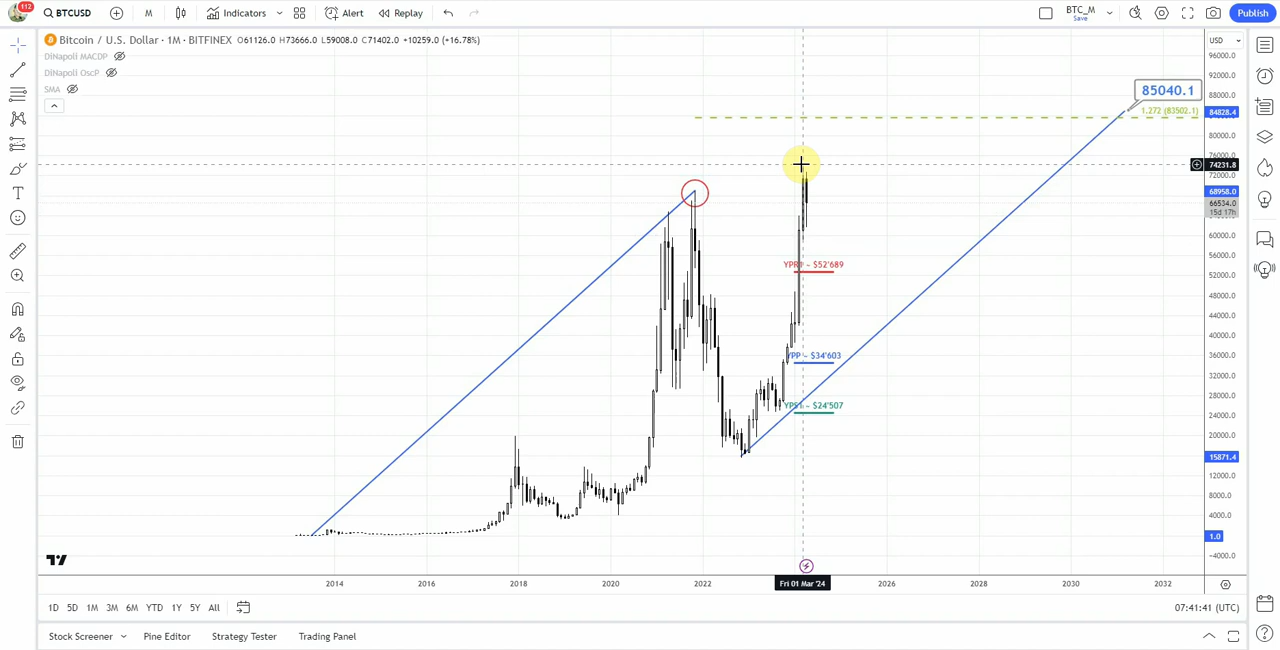 112
BTCUSD
M
Indicators
Alert
Replay
BTC_M
Save
Publish
Bitcoin / U.S. Dollar · 1M · BITFINEX O61126.0 H73666.0 L59008.0 C71402.0 +10259.0 (+16.78%)
USD
DiNapoli MACDP
DiNapoli OscP
SMA
96000.0
92000.0
88000.0
85040.1
1.272 (83502.1)
84828.4
80000.0
76000.0
74231.8
72000.0
68958.0
66534.0
15d 17h
60000.0
56000.0
YPR1 ~ $52'689
52000.0
48000.0
44000.0
40000.0
YPP ~ $34'603
36000.0
32000.0
28000.0
YPS1 ~ $24'507
24000.0
20000.0
15871.4
12000.0
8000.0
4000.0
1.0
−4000.0
2014
2016
2018
2020
2022
Fri 01 Mar '24
2026
2028
2030
2032
1D 5D 1M 3M 6M YTD 1Y 5Y All
07:41:41 (UTC)
Stock Screener
Pine Editor
Strategy Tester
Trading Panel